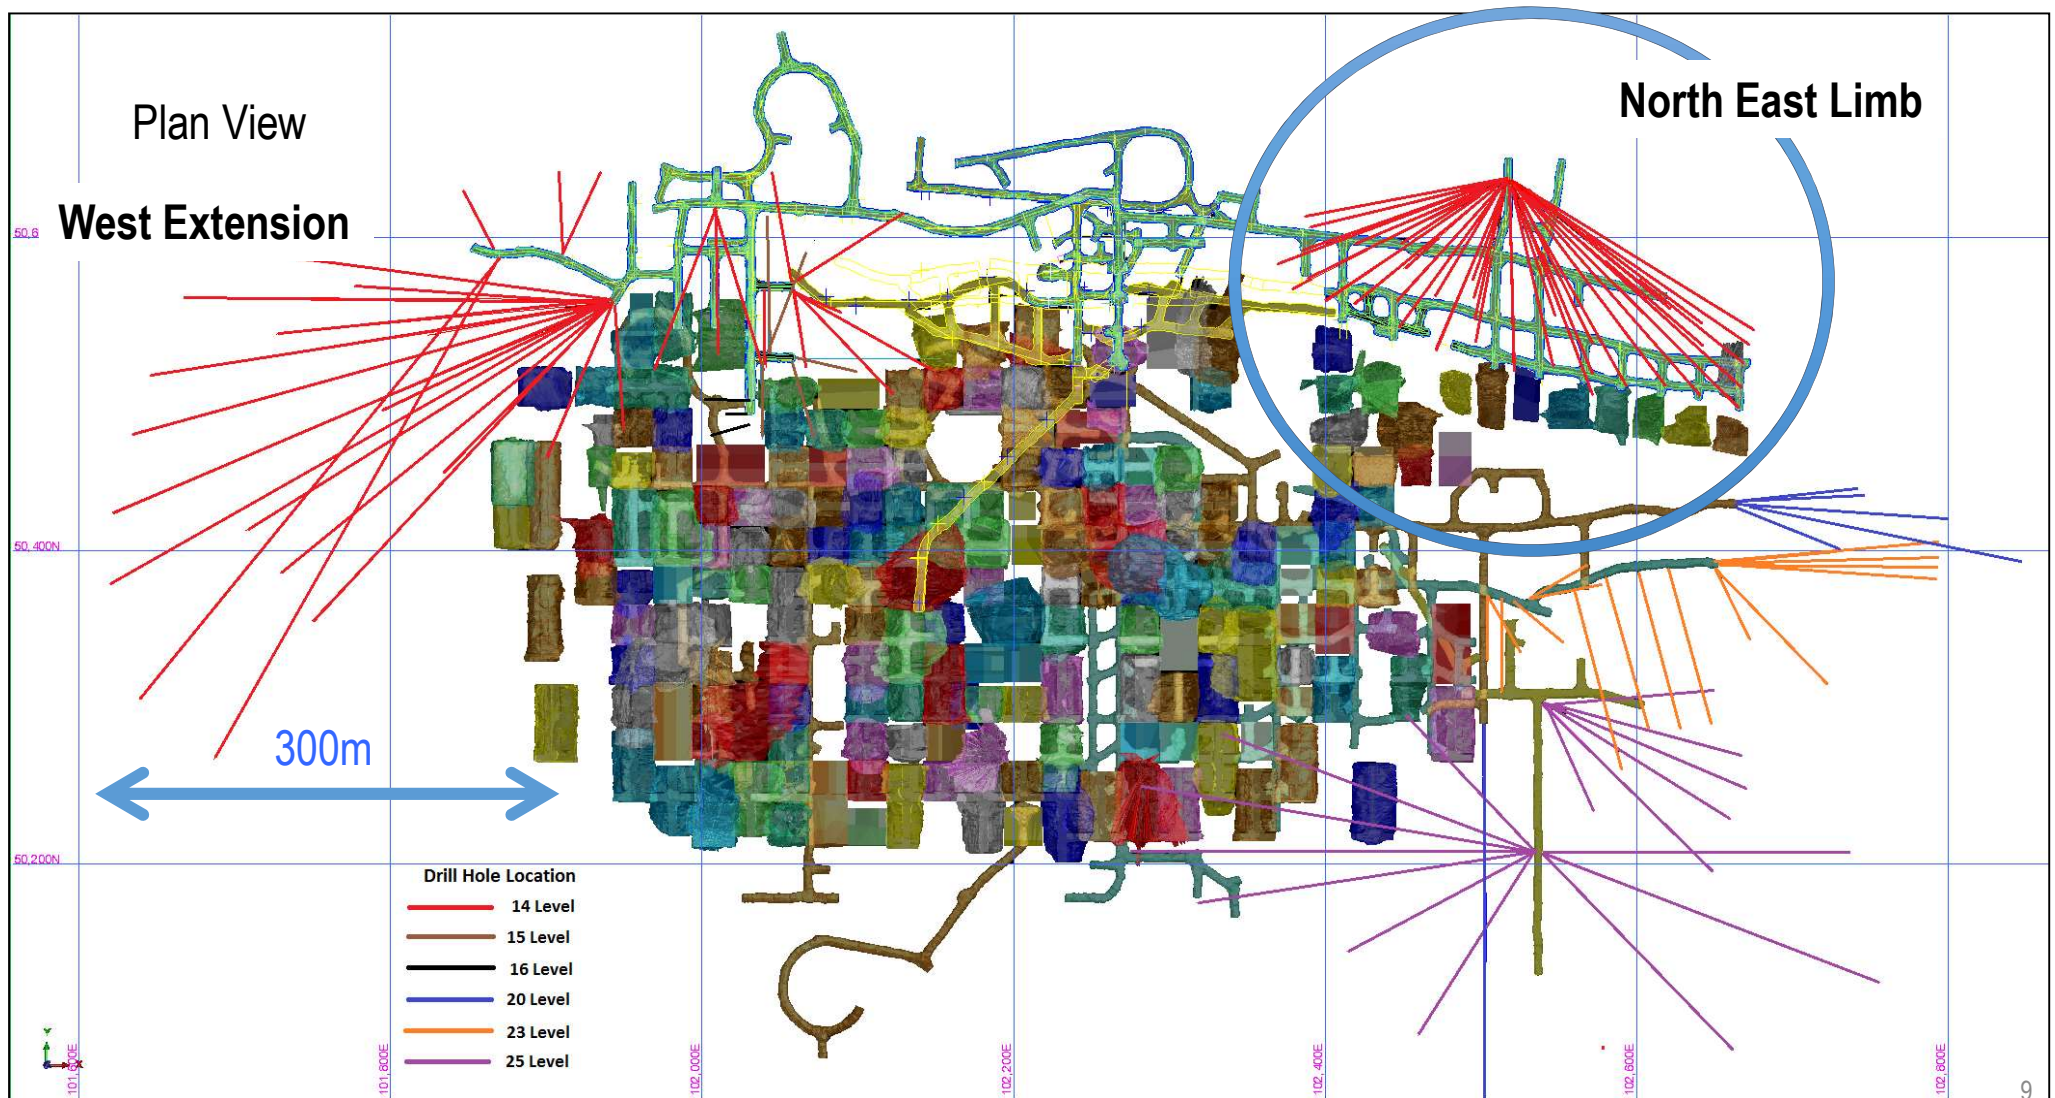 Plan View
North East Limb
West Extension
50,6
50,400N
300m
50,200N
Drill Hole Location
14 Level
15 Level
16 Level
20 Level
23 Level
25 Level
Y
X
101,600E
101,800E
102,000E
102,200E
102,400E
102,600E
102,800E
9